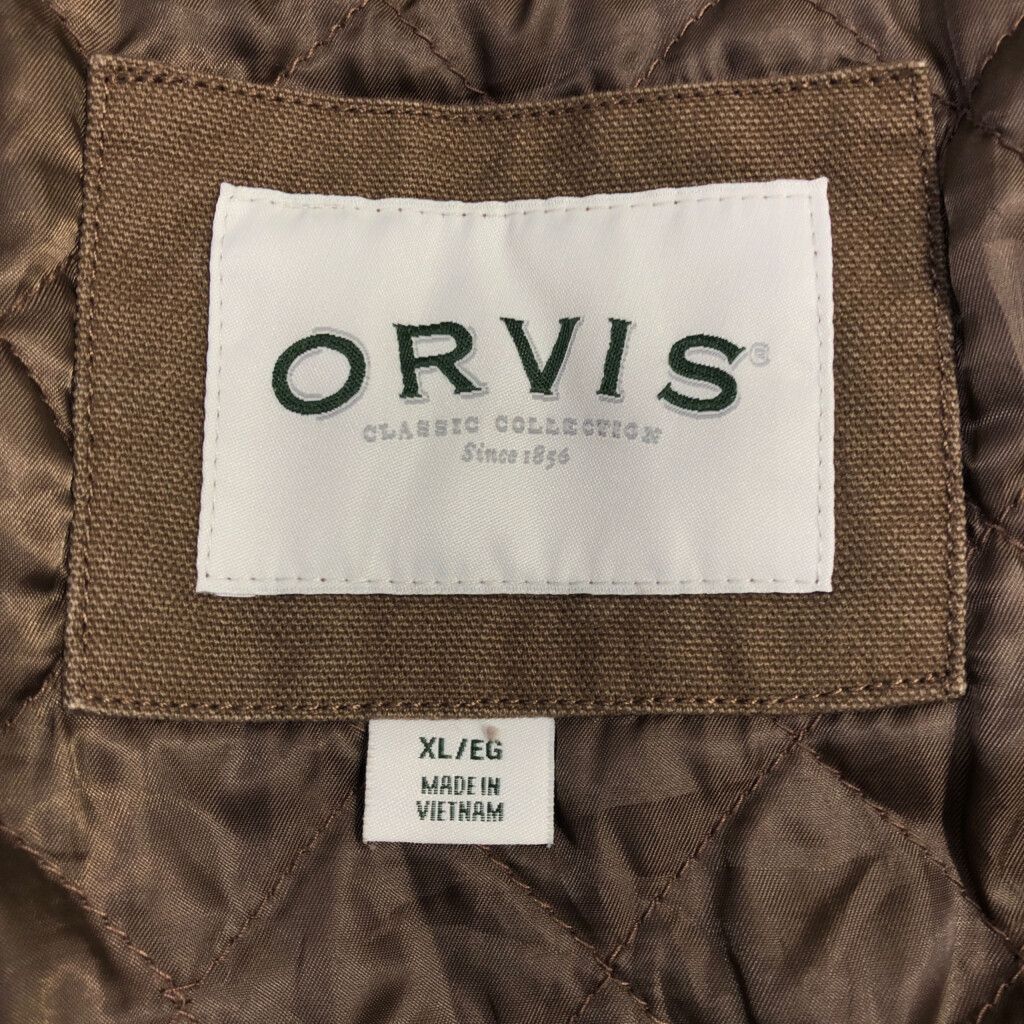 ORVIS®
CLASSIC COLLECTION
Since 1856
XL/EG
MADE IN
VIETNAM